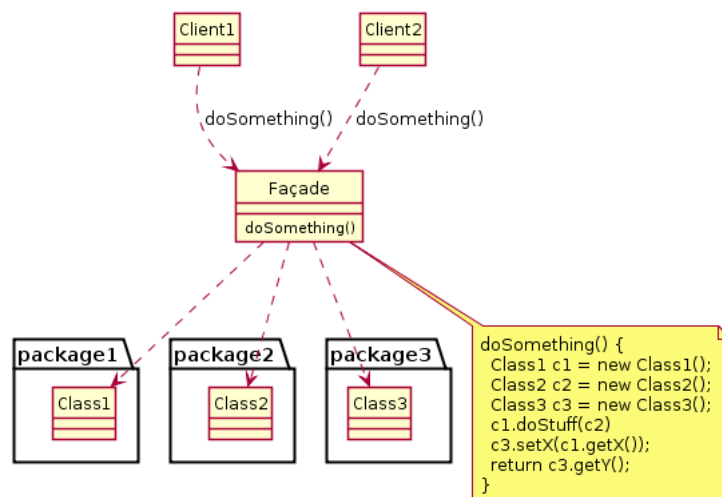 Client1
Client2
doSomething()
doSomething()
Façade
doSomething()
package1
package2
package3
Class1
Class2
Class3
doSomething() {
Class1 c1 = new Class1();
Class2 c2 = new Class2();
Class3 c3 = new Class3();
c1.doStuff(c2)
c3.setX(c1.getX());
return c3.getY();
}